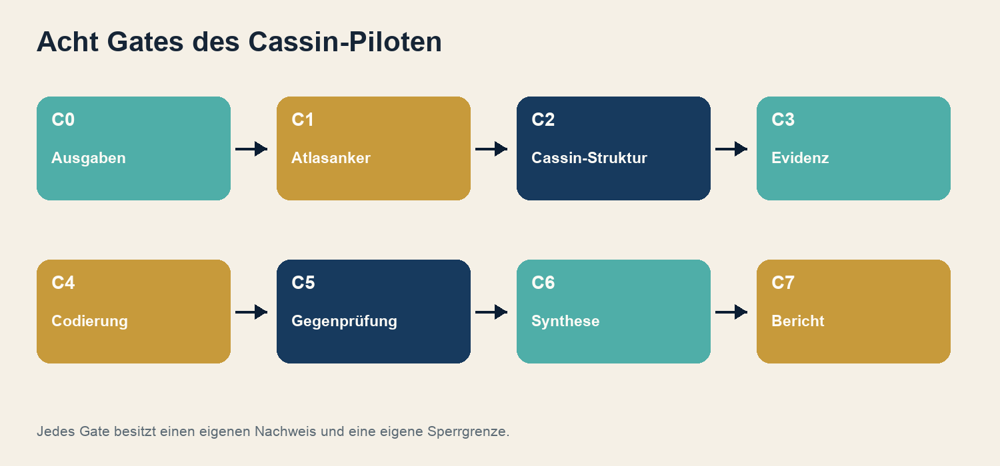 Acht Gates des Cassin-Piloten
C0
Ausgaben
C1
Atlasanker
C2
Cassin-Struktur
C3
Evidenz
C4
Codierung
C5
Gegenprüfung
C6
Synthese
C7
Bericht
Jedes Gate besitzt einen eigenen Nachweis und eine eigene Sperrgrenze.